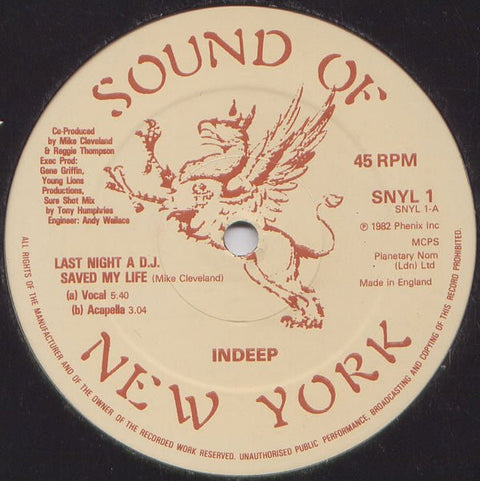 SOUND OF
Co-Produced
by Mike Cleveland
& Reggie Thompson
Exec Prod:
Gene Griffin,
Young Lions
Productions,
Sure Shot Mix
by Tony Humphries
Engineer: Andy Wallace
45 RPM
SNYL 1
SNYL 1-A
℗ 1982 Phenix Inc
MCPS
Planetary Nom
(Ldn) Ltd
Made in England
LAST NIGHT A D.J.
SAVED MY LIFE (Mike Cleveland)
(a) Vocal 5:40
(b) Acapella 3.04
INDEEP
NEW YORK
ALL RIGHTS OF THE MANUFACTURER AND OF THE OWNER OF THE RECORDED WORK RESERVED. UNAUTHORISED PUBLIC PERFORMANCE, BROADCASTING AND COPYING OF THIS RECORD PROHIBITED.